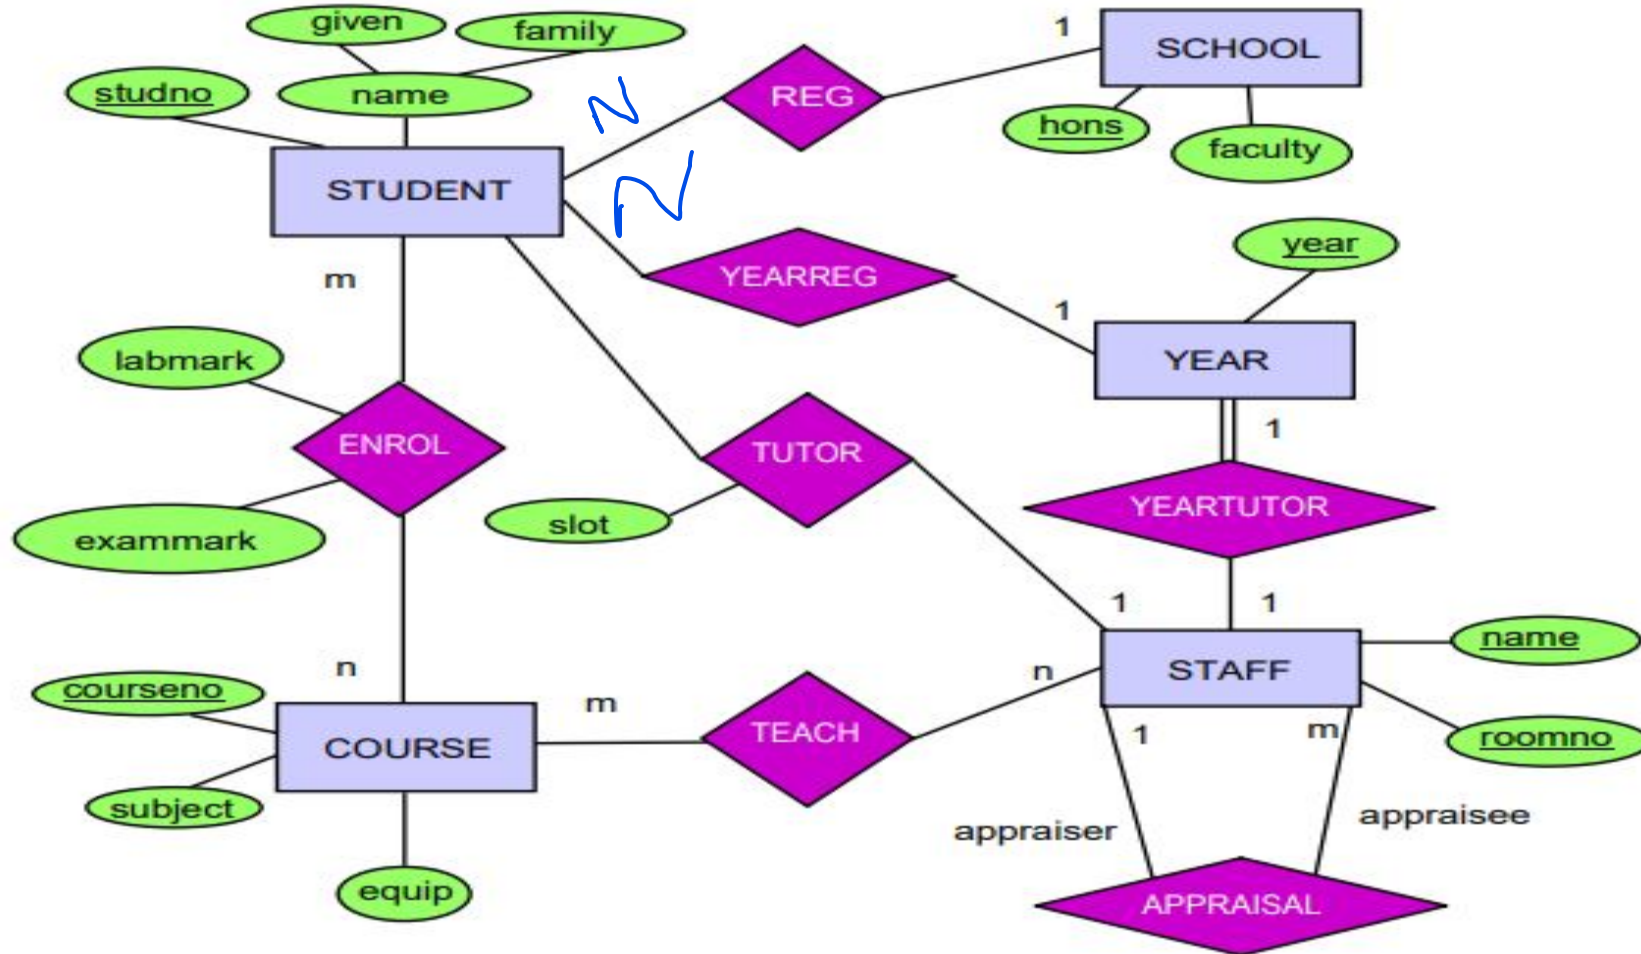 given
family
studno
name
N
REG
1
SCHOOL
hons
faculty
STUDENT
N
YEARREG
year
1
YEAR
m
labmark
ENROL
exammark
TUTOR
slot
1
YEARTUTOR
1
1
STAFF
name
roomno
n
courseno
m
TEACH
n
COURSE
subject
equip
1
m
appraiser
appraisee
APPRAISAL